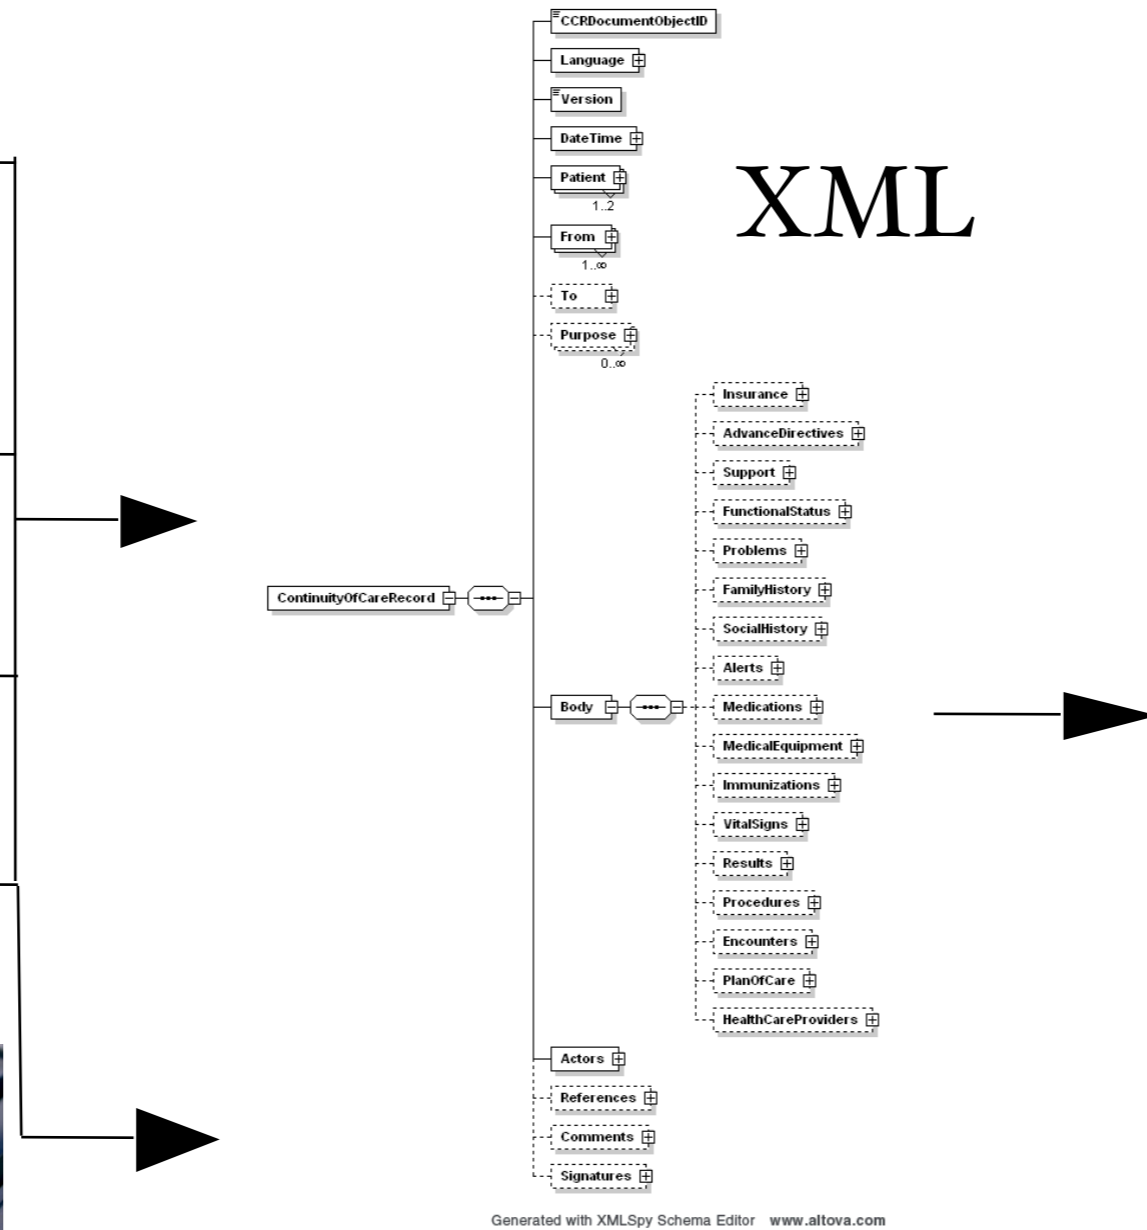 CCRDocumentObjectID
Language
Version
DateTime
XML
Patient
1..2
From
1..∞
To
Purpose
0..∞
Insurance
AdvanceDirectives
Support
FunctionalStatus
Problems
FamilyHistory
ContinuityOfCareRecord
SocialHistory
Alerts
Body
Medications
MedicalEquipment
Immunizations
VitalSigns
Results
Procedures
Encounters
PlanOfCare
HealthCareProviders
Actors
References
Comments
Signatures
Generated with XMLSpy Schema Editor www.altova.com